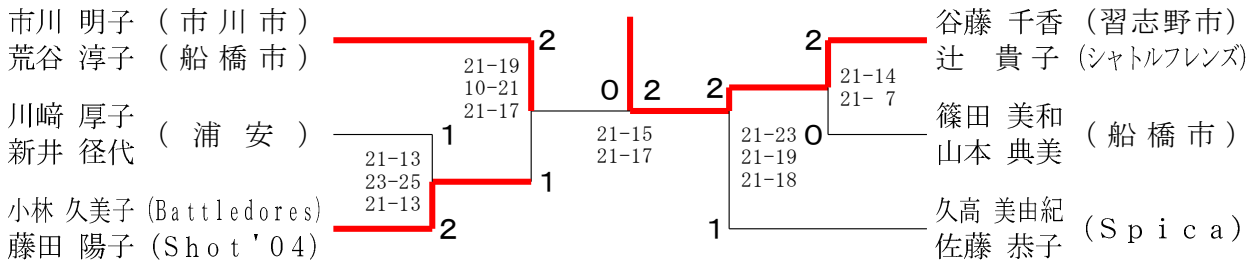 市川 明子 (市川市)
荒谷 淳子 (船橋市)
川﨑 厚子
新井 径代
(浦安)
小林 久美子 (Battledores)
藤田 陽子 (Shot'04)
2
21-19
10-21
21-17
1
21-13
23-25
21-13
2
1
0
2
21-15
21-17
2
21-23
21-19
21-18
1
2
21-14
21- 7
0
谷藤 千香 (習志野市)
辻 貴子 (シャトルフレンズ)
篠田 美和
山本 典美
(船橋市)
久高 美由紀
佐藤 恭子
(Spica)